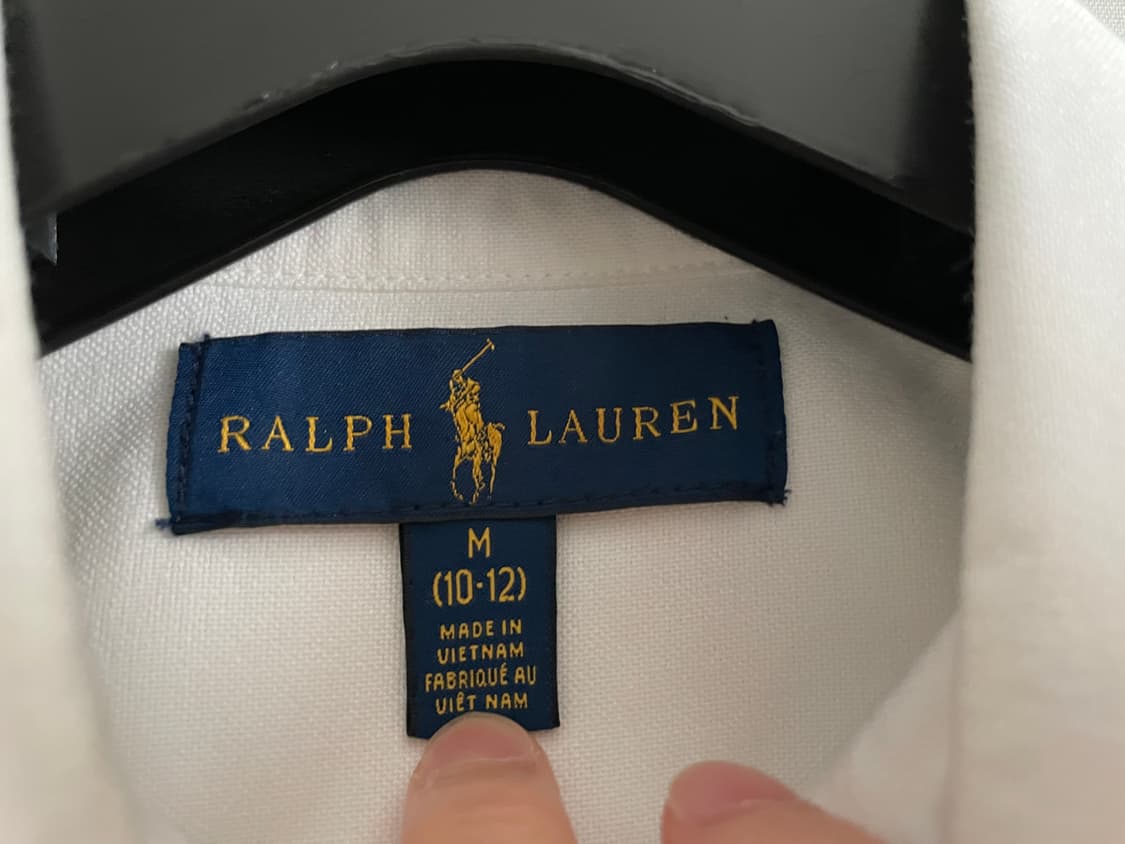 RALPH LAUREN
M
(10-12)
MADE IN
VIETNAM
FABRIQUÉ AU
VIÊT NAM